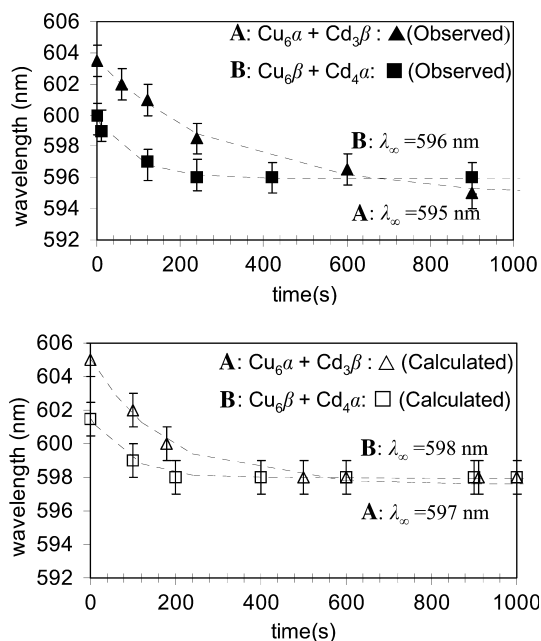 606
604
602
600
598
596
594
592
wavelength (nm)
A: Cu₆α + Cd₃β : ▲(Observed)
B: Cu₆β + Cd₄α: ■ (Observed)
B: λ∞ =596 nm
A: λ∞ =595 nm
0 200 400 600 800 1000
time(s)
606
604
602
600
598
596
594
592
wavelength (nm)
A: Cu₆α + Cd₃β : △ (Calculated)
B: Cu₆β + Cd₄α: □ (Calculated)
B: λ∞ =598 nm
A: λ∞ =597 nm
0 200 400 600 800 1000
time(s)